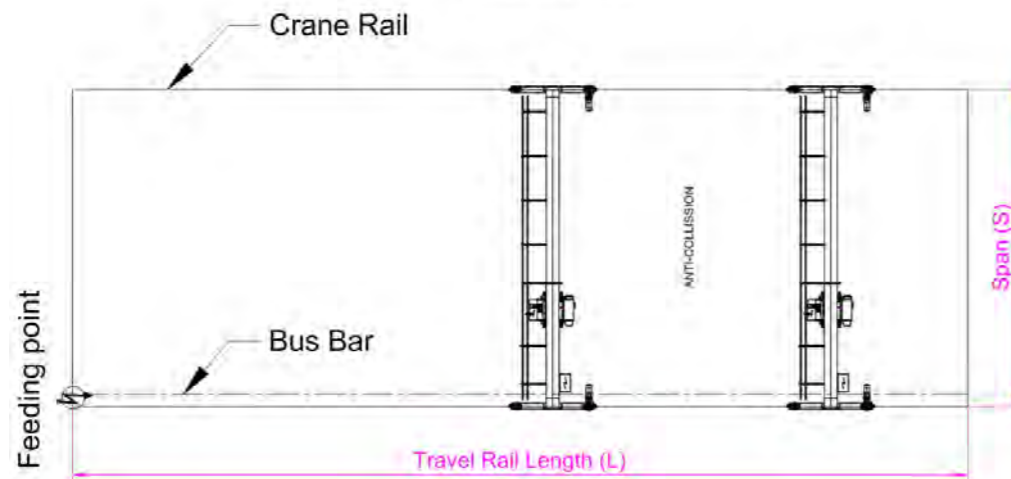 Crane Rail
ANTI-COLLISSION
Span (S)
Bus Bar
Feeding point
Travel Rail Length (L)